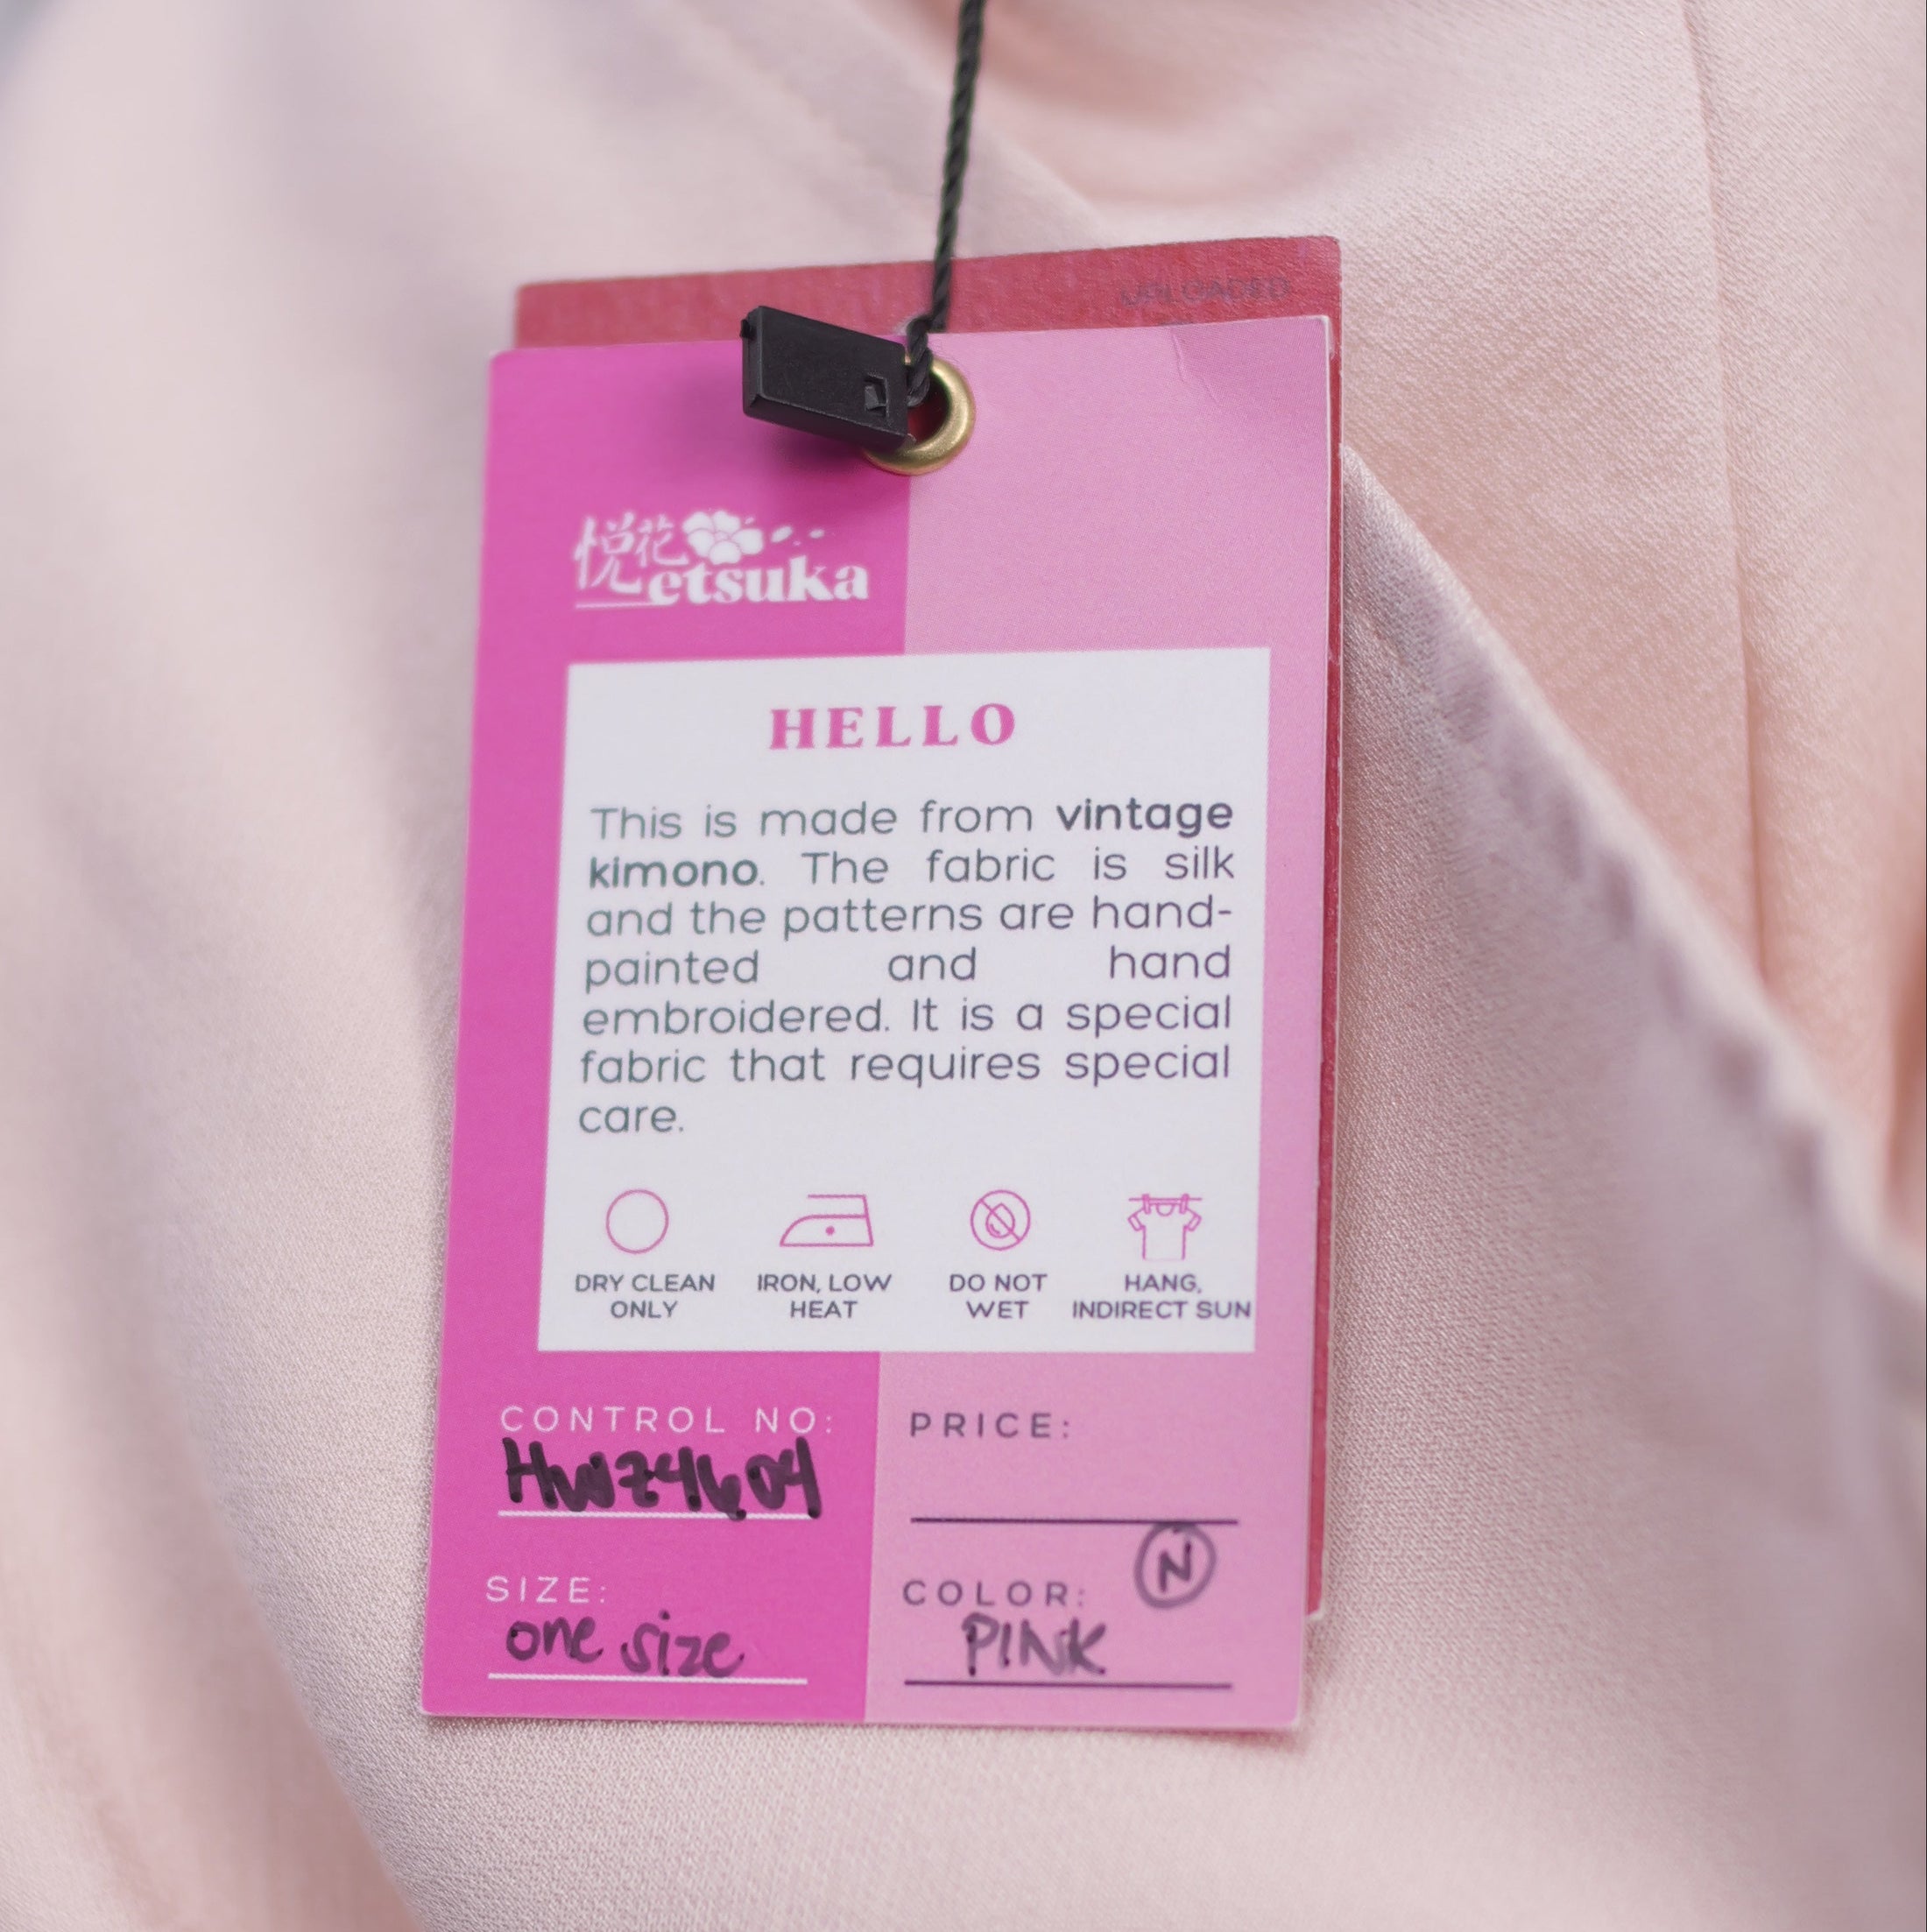 UPLOADED
悦花
etsuka
HELLO
This is made from vintage
kimono. The fabric is silk
and the patterns are hand-
painted and hand
embroidered. It is a special
fabric that requires special
care.
DRY CLEAN
ONLY
IRON, LOW
HEAT
DO NOT
WET
HANG,
INDIRECT SUN
CONTROL NO:
PRICE:
SIZE:
one size
COLOR:
N
PINK